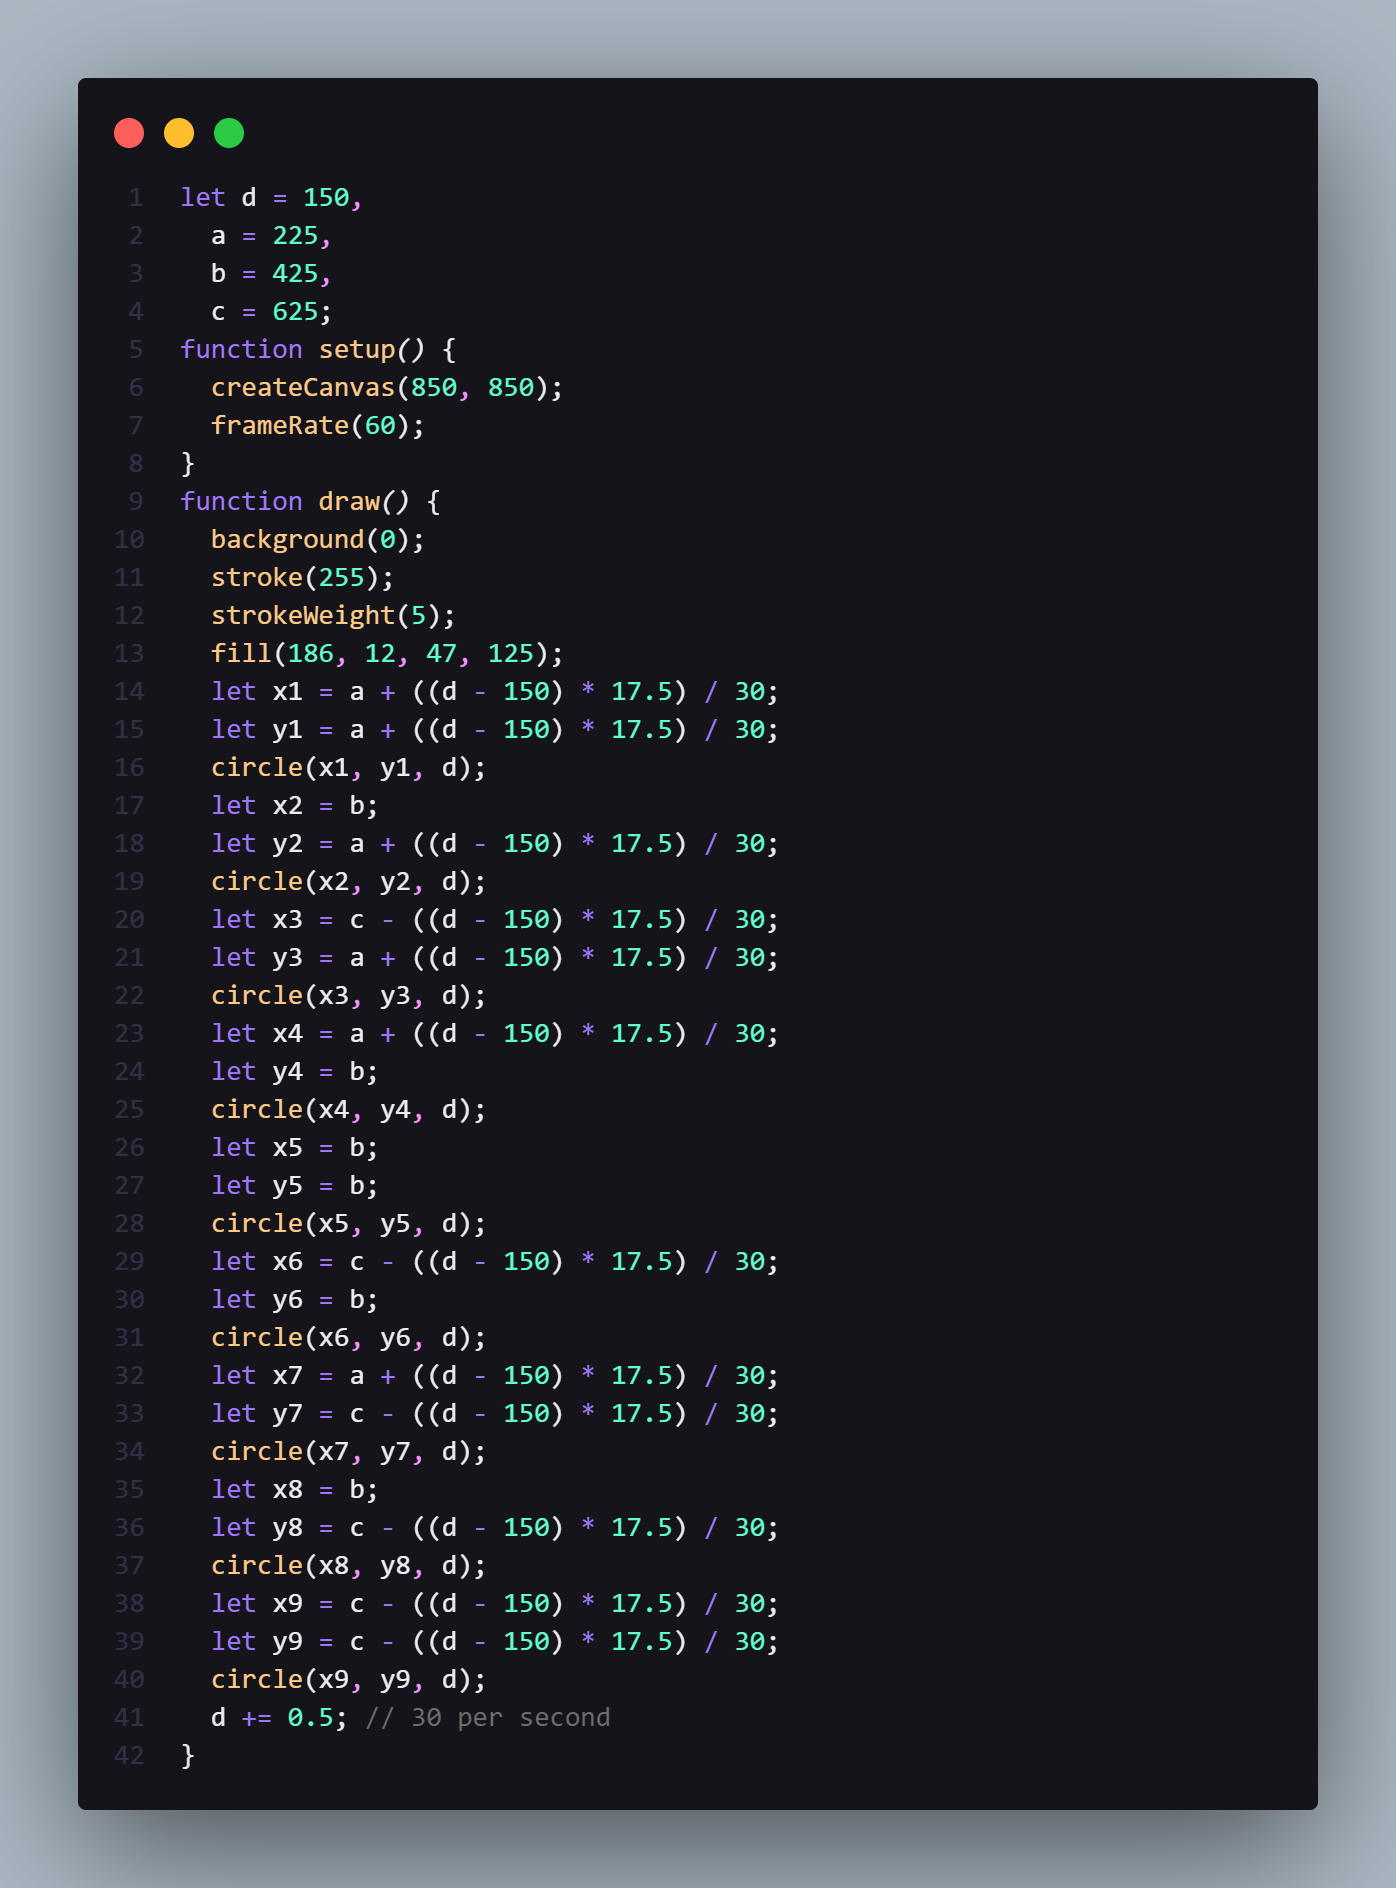 1 let d = 150,
2   a = 225,
3   b = 425,
4   c = 625;
5 function setup() {
6   createCanvas(850, 850);
7   frameRate(60);
8 }
9 function draw() {
10   background(0);
11   stroke(255);
12   strokeWeight(5);
13   fill(186, 12, 47, 125);
14   let x1 = a + ((d - 150) * 17.5) / 30;
15   let y1 = a + ((d - 150) * 17.5) / 30;
16   circle(x1, y1, d);
17   let x2 = b;
18   let y2 = a + ((d - 150) * 17.5) / 30;
19   circle(x2, y2, d);
20   let x3 = c - ((d - 150) * 17.5) / 30;
21   let y3 = a + ((d - 150) * 17.5) / 30;
22   circle(x3, y3, d);
23   let x4 = a + ((d - 150) * 17.5) / 30;
24   let y4 = b;
25   circle(x4, y4, d);
26   let x5 = b;
27   let y5 = b;
28   circle(x5, y5, d);
29   let x6 = c - ((d - 150) * 17.5) / 30;
30   let y6 = b;
31   circle(x6, y6, d);
32   let x7 = a + ((d - 150) * 17.5) / 30;
33   let y7 = c - ((d - 150) * 17.5) / 30;
34   circle(x7, y7, d);
35   let x8 = b;
36   let y8 = c - ((d - 150) * 17.5) / 30;
37   circle(x8, y8, d);
38   let x9 = c - ((d - 150) * 17.5) / 30;
39   let y9 = c - ((d - 150) * 17.5) / 30;
40   circle(x9, y9, d);
41   d += 0.5; // 30 per second
42 }